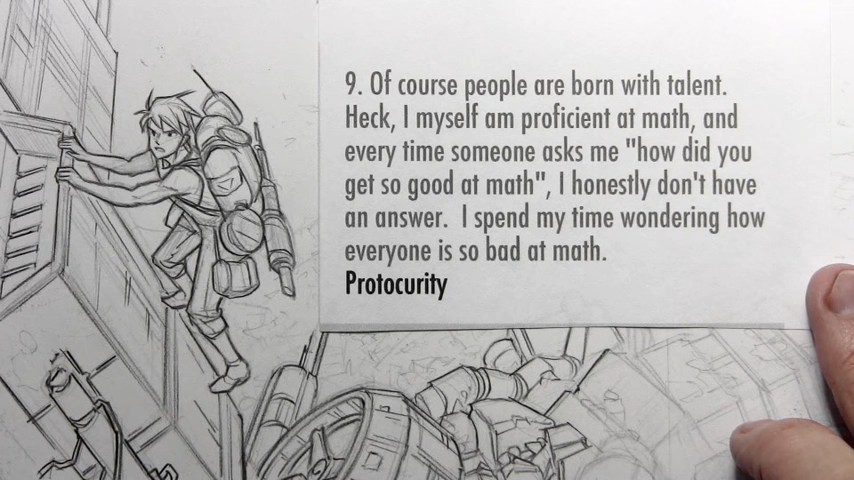 9. Of course people are born with talent.
Heck, I myself am proficient at math, and
every time someone asks me "how did you
get so good at math", I honestly don't have
an answer.  I spend my time wondering how
everyone is so bad at math.
Protocurity